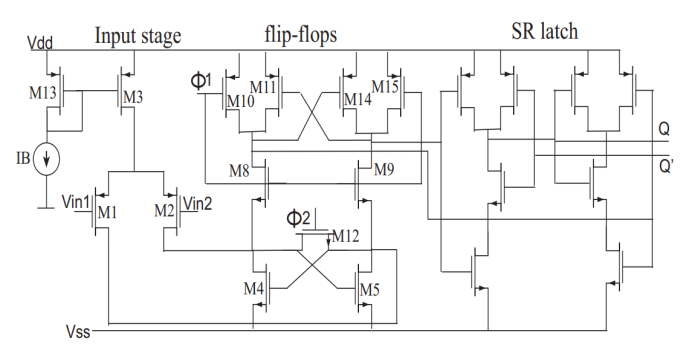 Input stage flip-flops SR latch
Vdd
Φ1
M13 M3 M10 M11 M14 M15
IB
M8 M9
Q
Q'
Vin1 M1 M2 Vin2
Φ2
M12
M4 M5
Vss